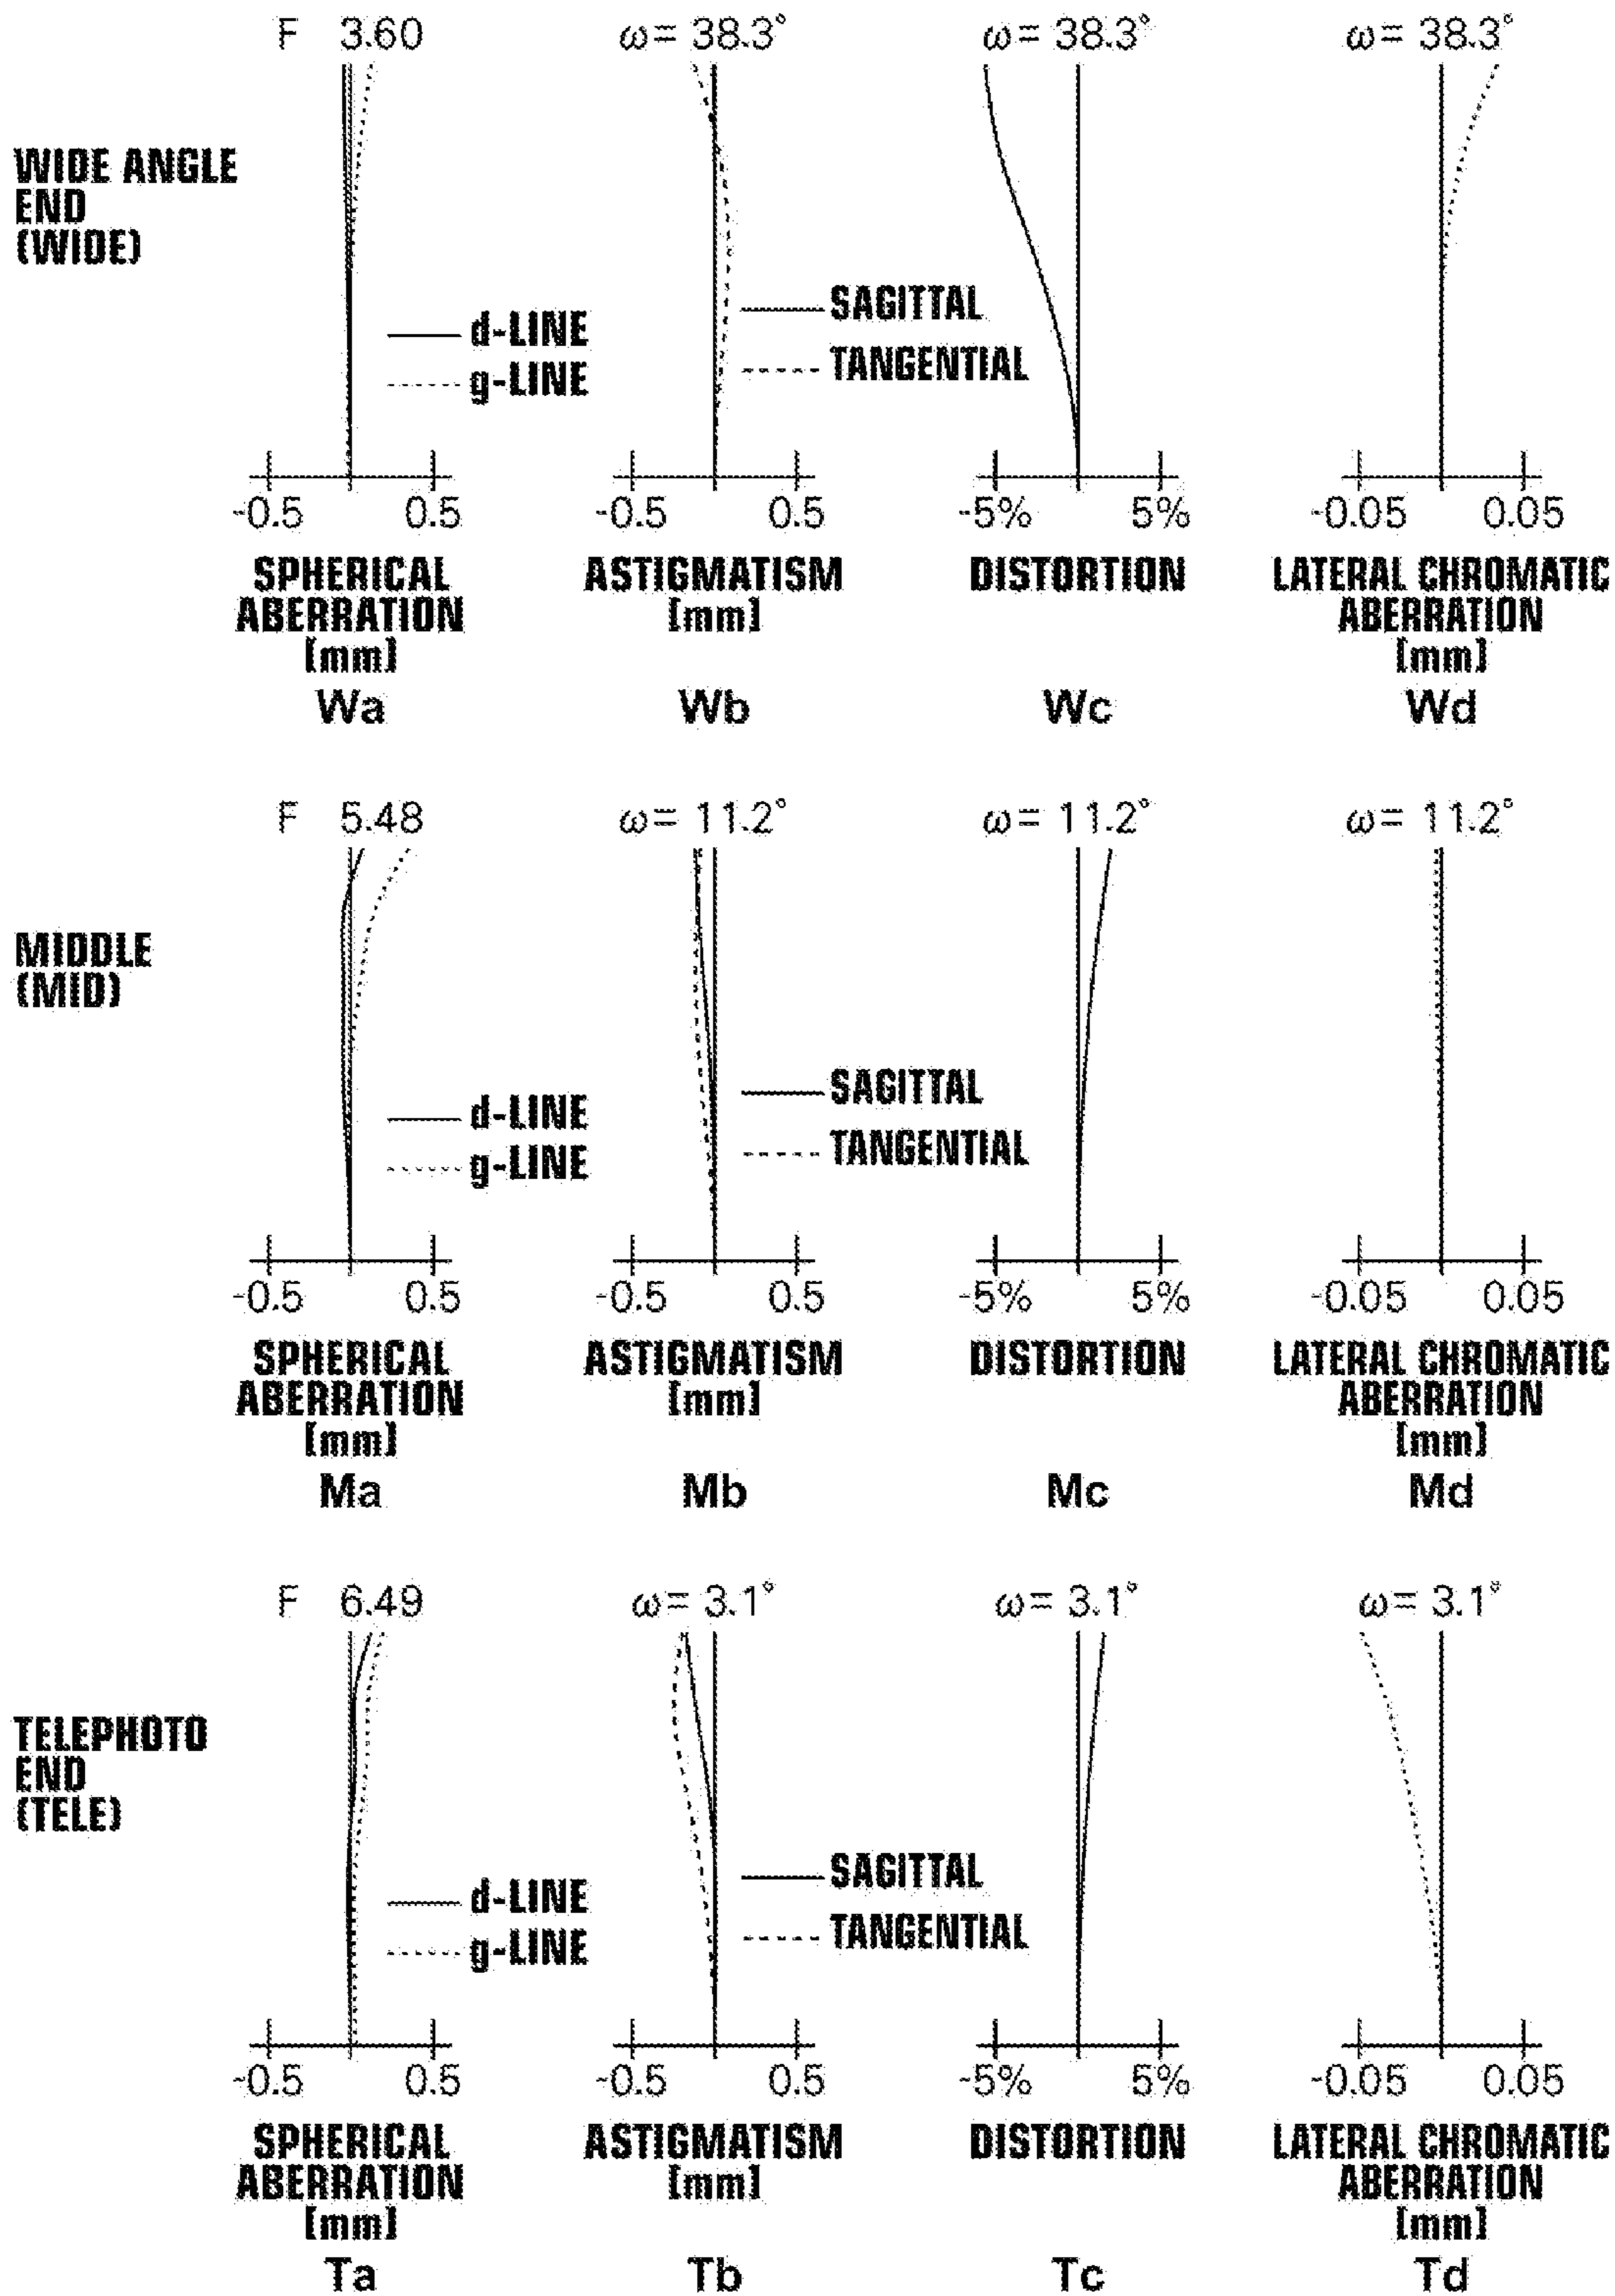 F 3.60
ω= 38.3°
ω= 38.3°
ω= 38.3°
WIDE ANGLE
END
(WIDE)
d-LINE
g-LINE
SAGITTAL
TANGENTIAL
-0.5 0.5
-0.5 0.5
-5% 5%
-0.05 0.05
SPHERICAL
ABERRATION
[mm]
ASTIGMATISM
[mm]
DISTORTION
LATERAL CHROMATIC
ABERRATION
[mm]
Wa
Wb
Wc
Wd
F 5.48
ω= 11.2°
ω= 11.2°
ω= 11.2°
MIDDLE
(MID)
d-LINE
g-LINE
SAGITTAL
TANGENTIAL
-0.5 0.5
-0.5 0.5
-5% 5%
-0.05 0.05
SPHERICAL
ABERRATION
[mm]
ASTIGMATISM
[mm]
DISTORTION
LATERAL CHROMATIC
ABERRATION
[mm]
Ma
Mb
Mc
Md
F 6.49
ω= 3.1°
ω= 3.1°
ω= 3.1°
TELEPHOTO
END
(TELE)
d-LINE
g-LINE
SAGITTAL
TANGENTIAL
-0.5 0.5
-0.5 0.5
-5% 5%
-0.05 0.05
SPHERICAL
ABERRATION
[mm]
ASTIGMATISM
[mm]
DISTORTION
LATERAL CHROMATIC
ABERRATION
[mm]
Ta
Tb
Tc
Td